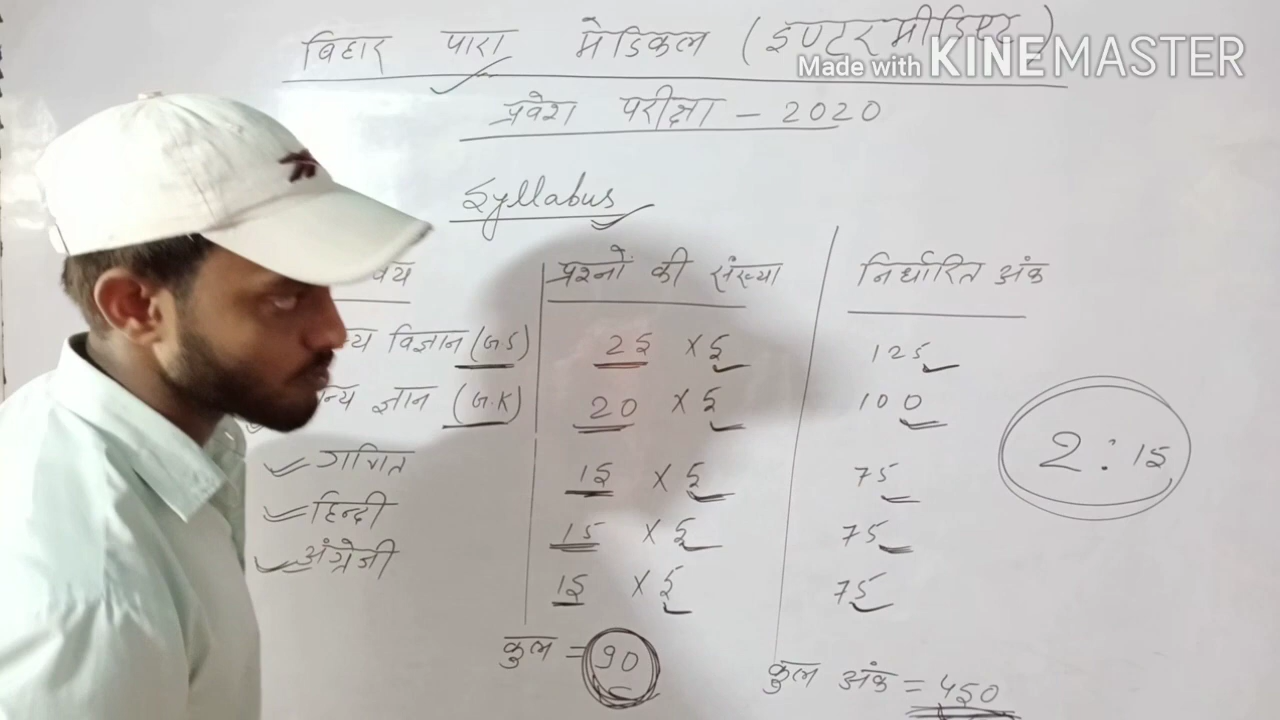 बिहार पारा मेडिकल (इण्टरमीडिएट)
Made with KINEMASTER
प्रवेश परीक्षा - 2020
Syllabus
प्रश्नों की संख्या निर्धारित अंक
विज्ञान (G.S) 25 x 5 125
ज्ञान (G.K) 20 x 5 100
गणित 15 x 5 75
हिन्दी 15 x 5 75
अंग्रेजी 15 x 5 75
2:15
कुल = 90
कुल अंक = 450